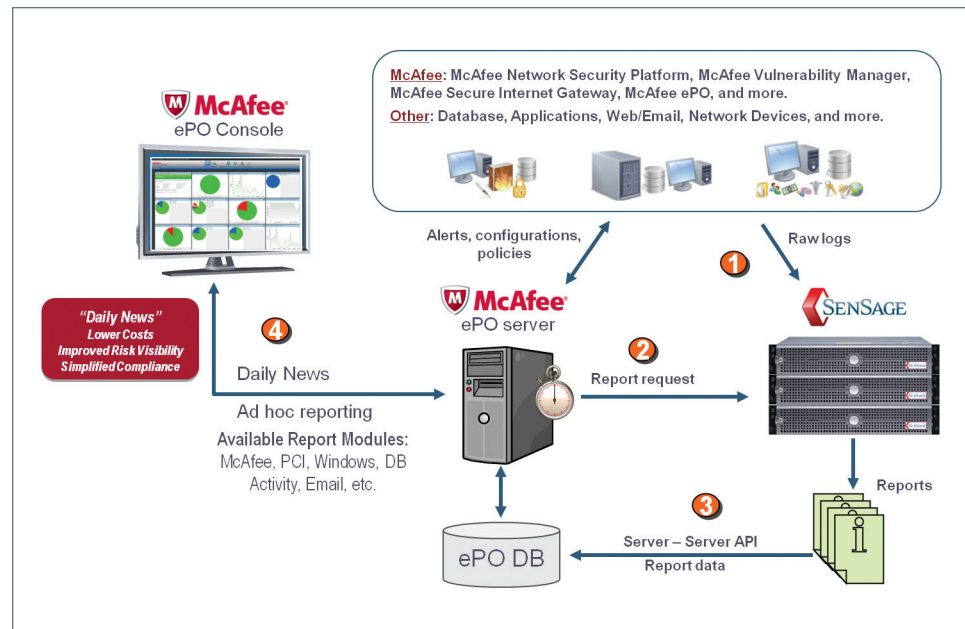 McAfee: McAfee Network Security Platform, McAfee Vulnerability Manager,
McAfee Secure Internet Gateway, McAfee ePO, and more.
Other: Database, Applications, Web/Email, Network Devices, and more.
McAfee®
ePO Console
Alerts, configurations,
policies
1
Raw logs
McAfee®
ePO server
SENSAGE
"Daily News"
Lower Costs
Improved Risk Visibility
Simplified Compliance
4
Daily News
Ad hoc reporting
Available Report Modules:
McAfee, PCI, Windows, DB
Activity, Email, etc.
2
Report request
Reports
3
Server – Server API
Report data
ePO DB
i